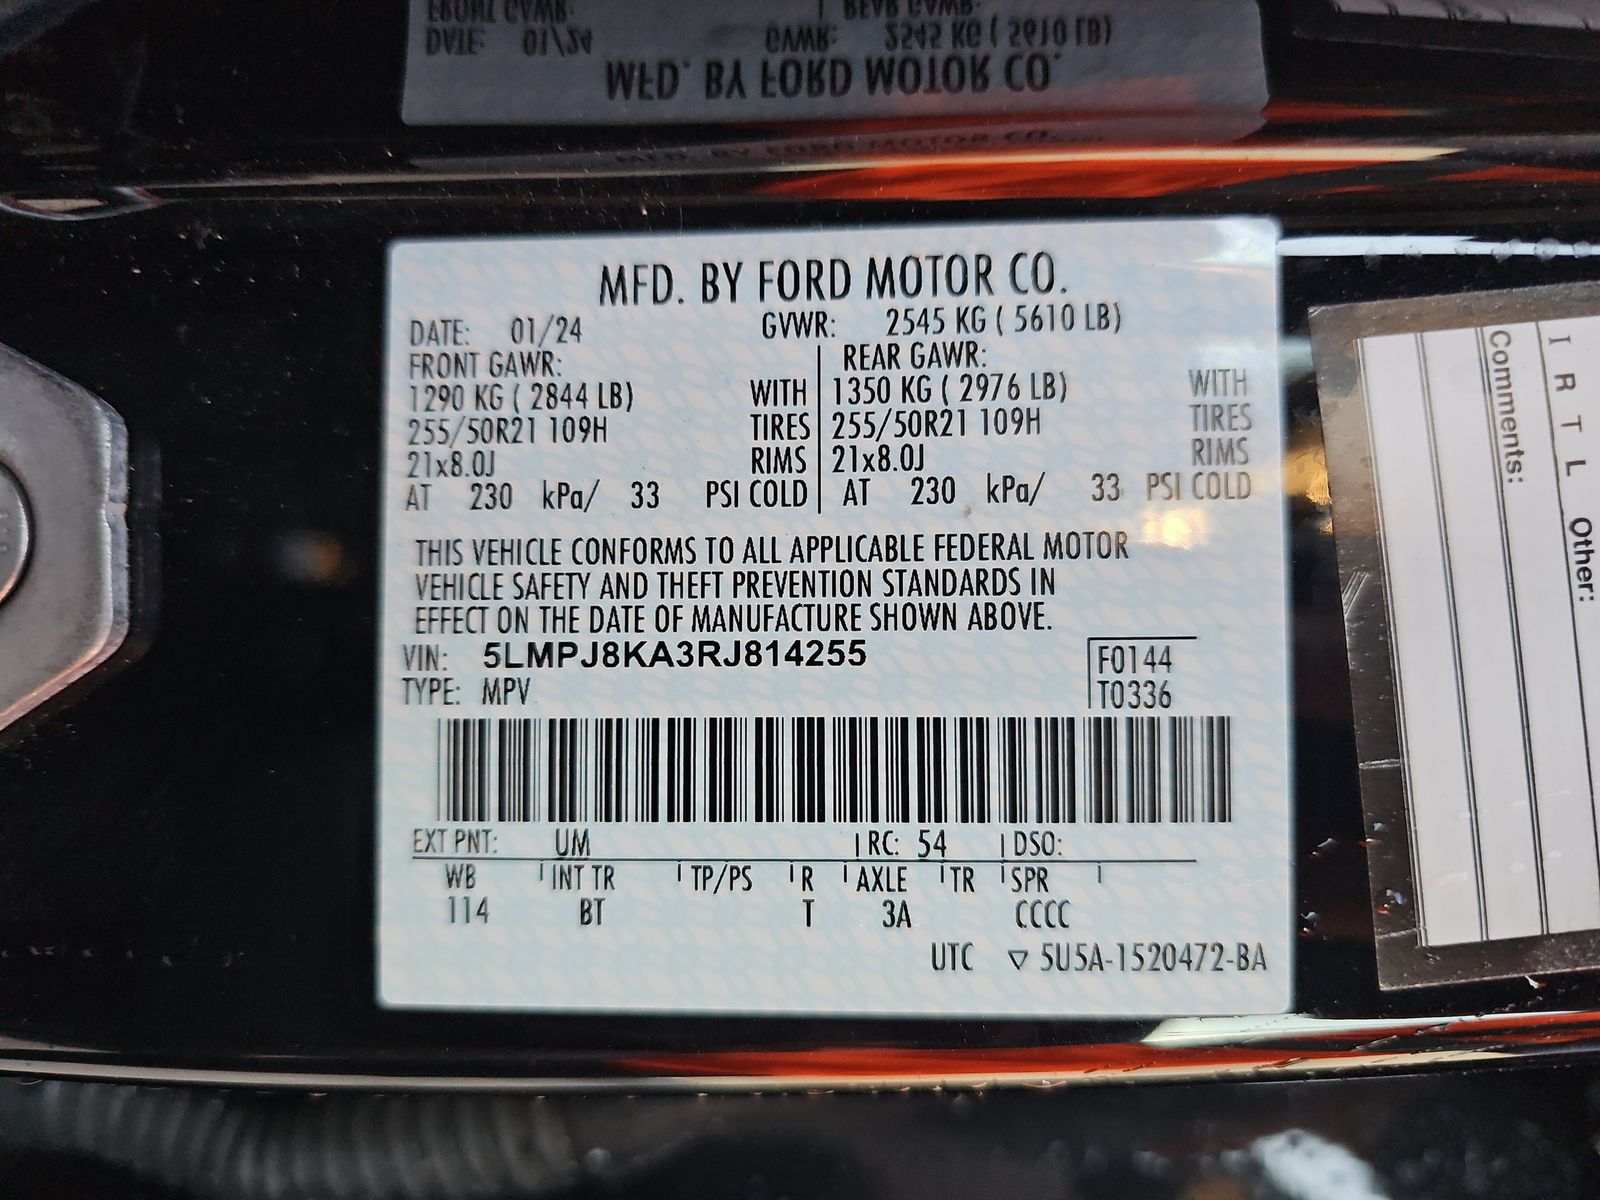 MFD. BY FORD MOTOR CO.
DATE: 01/24 GVWR: 2545 KG ( 5610 LB)
FRONT GAWR: REAR GAWR:
1290 KG ( 2844 LB) WITH 1350 KG ( 2976 LB) WITH
255/50R21 109H TIRES 255/50R21 109H TIRES
21x8.0J RIMS 21x8.0J RIMS
AT 230 kPa/ 33 PSI COLD AT 230 kPa/ 33 PSI COLD
THIS VEHICLE CONFORMS TO ALL APPLICABLE FEDERAL MOTOR
VEHICLE SAFETY AND THEFT PREVENTION STANDARDS IN
EFFECT ON THE DATE OF MANUFACTURE SHOWN ABOVE.
VIN: 5LMPJ8KA3RJ814255
TYPE: MPV
F0144
T0336
EXT PNT: UM RC: 54 DSO:
WB INT TR TP/PS R AXLE TR SPR
114 BT T 3A CCCC
UTC ▽ 5U5A-1520472-BA
I R T L Other:
Comments: